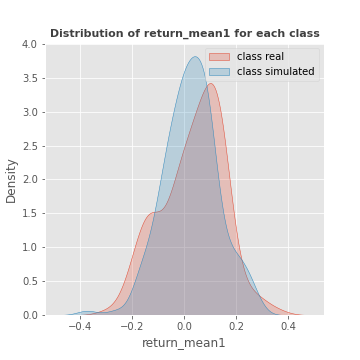 Distribution of return_mean1 for each class
4.0
3.5
3.0
2.5
2.0
1.5
1.0
0.5
0.0
Density
class real
class simulated
−0.4 −0.2 0.0 0.2 0.4
return_mean1